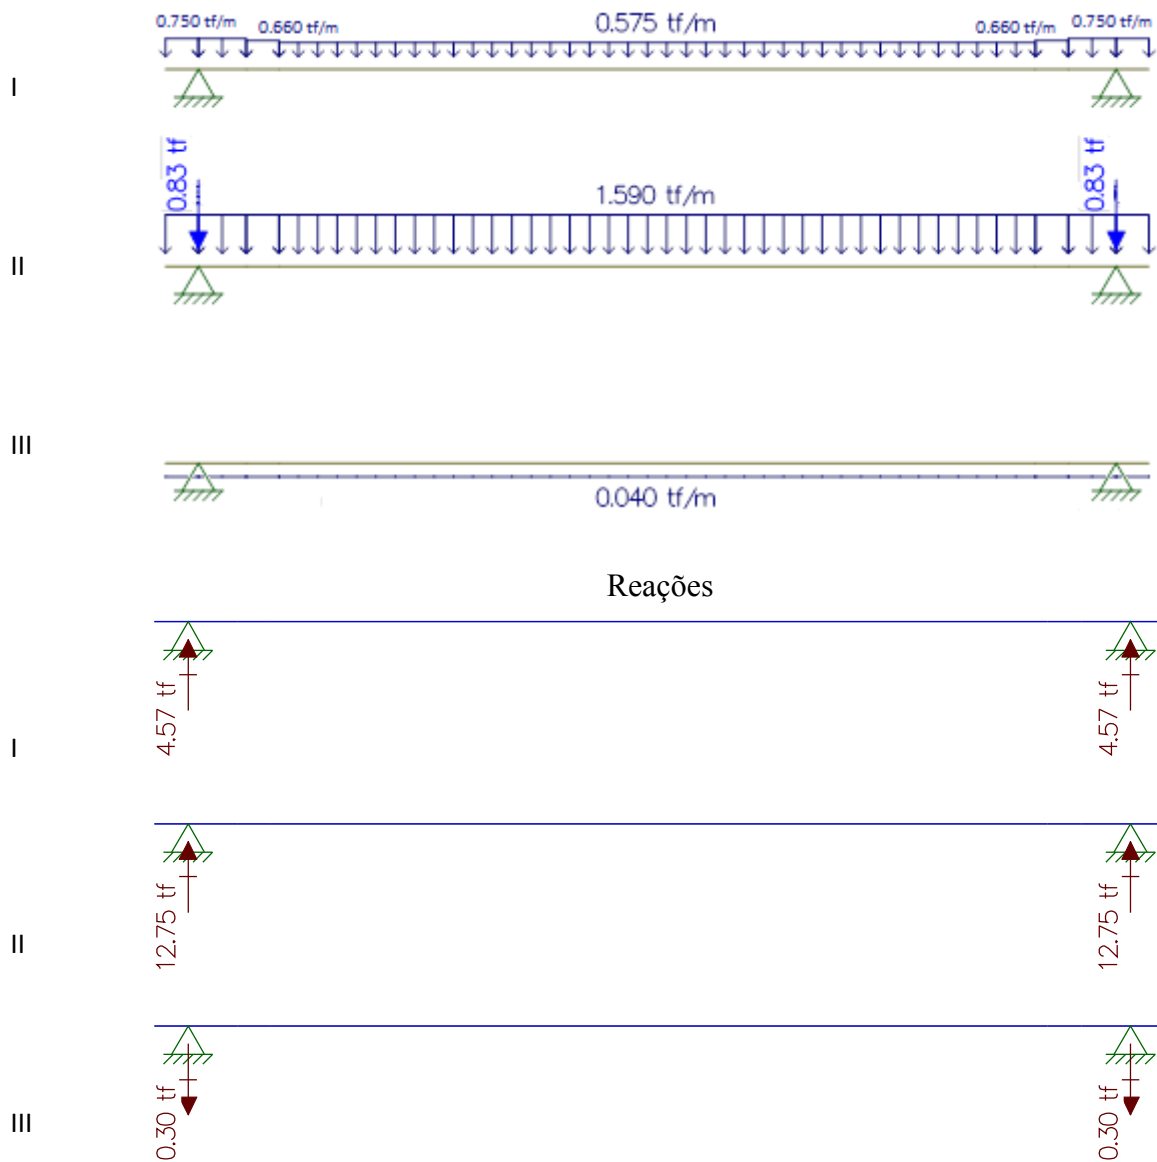 0.750 tf/m 0.660 tf/m 0.575 tf/m 0.660 tf/m 0.750 tf/m
I
0.83 tf 0.83 tf
1.590 tf/m
II
III
0.040 tf/m
Reações
4.57 tf 4.57 tf
I
12.75 tf 12.75 tf
II
0.30 tf 0.30 tf
III